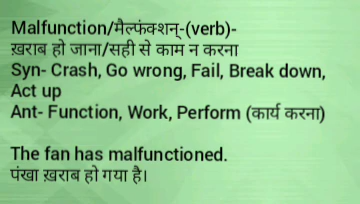 Malfunction/मैल्फंक्शन्-(verb)-
ख़राब हो जाना/सही से काम न करना
Syn- Crash, Go wrong, Fail, Break down,
Act up
Ant- Function, Work, Perform (कार्य करना)
The fan has malfunctioned.
पंखा ख़राब हो गया है।